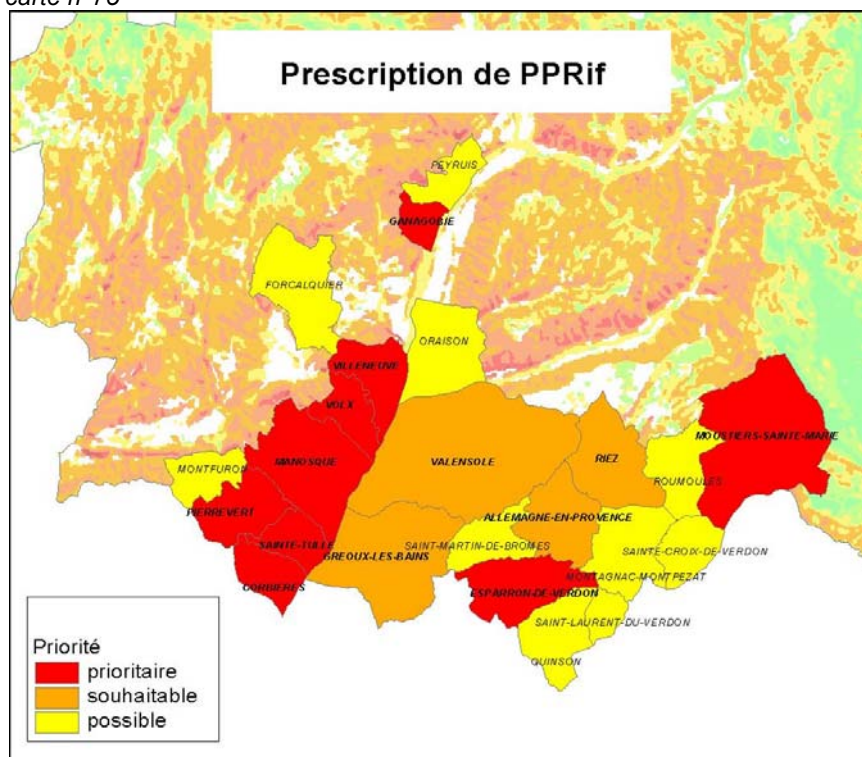 Prescription de PPRif
PEYRUIS
GANAGOBIE
FORCALQUIER
ORAISON
VILLENEUVE
VOLX
MOUSTIERS-SAINTE-MARIE
MANOSQUE
VALENSOLE
RIEZ
MONTFURON
ROUMOULES
PIERREVERT
ALLEMAGNE-EN-PROVENCE
SAINTE-TULLE
SAINT-MARTIN-DE-BROMES
SAINTE-CROIX-DE-VERDON
GREOUX-LES-BAINS
MONTAGNAC-MONTPEZAT
CORBIERES
ESPARRON-DE-VERDON
SAINT-LAURENT-DU-VERDON
QUINSON
Priorité
prioritaire
souhaitable
possible